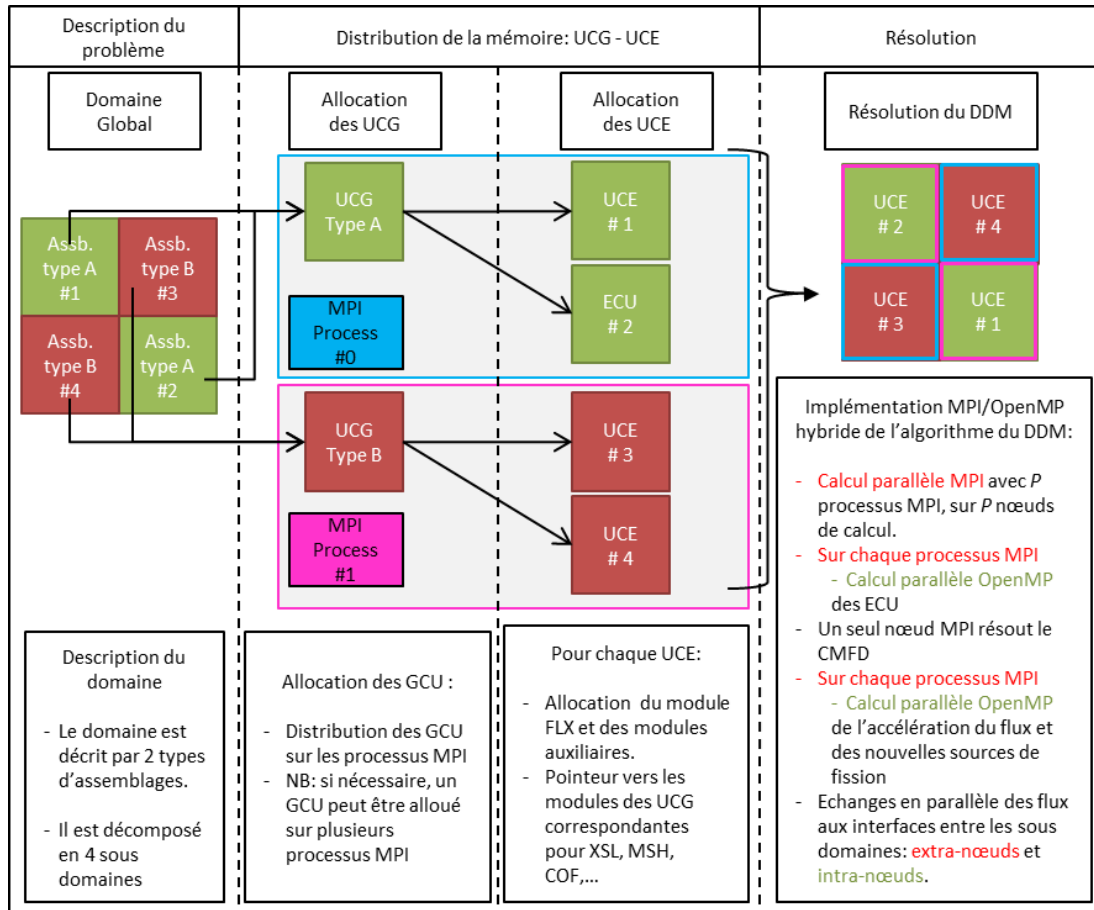 Description du
problème
Distribution de la mémoire: UCG - UCE
Résolution
Domaine
Global
Allocation
des UCG
Allocation
des UCE
Résolution du DDM
Assb.
type A
#1
Assb.
type B
#3
Assb.
type B
#4
Assb.
type A
#2
UCG
Type A
MPI
Process
#0
UCE
# 1
ECU
# 2
UCG
Type B
MPI
Process
#1
UCE
# 3
UCE
# 4
UCE
# 2
UCE
# 4
UCE
# 3
UCE
# 1
Description du
domaine
- Le domaine est
décrit par 2 types
d’assemblages.
- Il est décomposé
en 4 sous
domaines
Allocation des GCU :
- Distribution des GCU
sur les processus MPI
- NB: si nécessaire, un
GCU peut être alloué
sur plusieurs
processus MPI
Pour chaque UCE:
- Allocation du module
FLX et des modules
auxiliaires.
- Pointeur vers les
modules des UCG
correspondantes
pour XSL, MSH,
COF,...
Implémentation MPI/OpenMP
hybride de l’algorithme du DDM:
- Calcul parallèle MPI avec P
processus MPI, sur P nœuds
de calcul.
- Sur chaque processus MPI
- Calcul parallèle OpenMP
des ECU
- Un seul nœud MPI résout le
CMFD
- Sur chaque processus MPI
- Calcul parallèle OpenMP
de l’accélération du flux et
des nouvelles sources de
fission
- Echanges en parallèle des flux
aux interfaces entre les sous
domaines: extra-nœuds et
intra-nœuds.